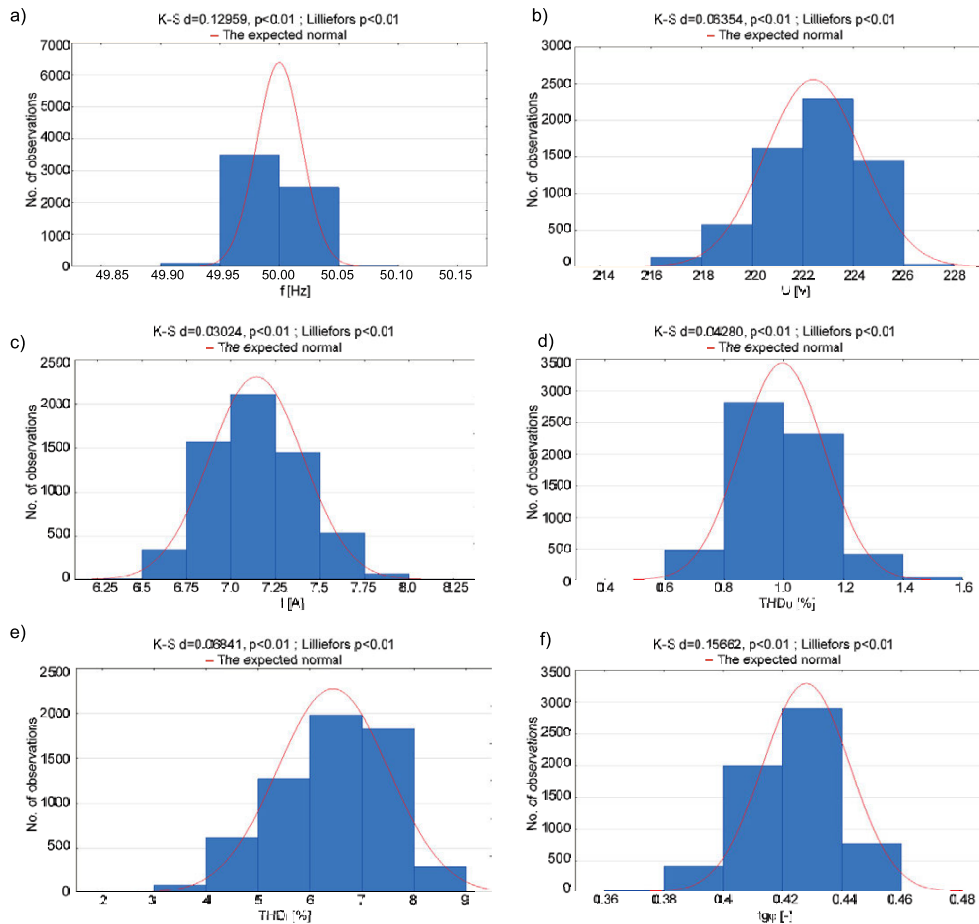 a)
K-S d=0.12959, p<0.01 ; Lilliefors p<0.01
The expected normal
No. of observations
7000
6000
5000
4000
3000
2000
1000
0
49.85 49.90 49.95 50.00 50.05 50.10 50.15
f [Hz]
b)
K-S d=0.06354, p<0.01 ; Lilliefors p<0.01
The expected normal
No. of observations
3000
2500
2000
1500
1000
500
0
214 216 218 220 222 224 226 228
U [V]
c)
K-S d=0.03024, p<0.01 ; Lilliefors p<0.01
The expected normal
No. of observations
2500
2000
1500
1000
500
0
6.25 6.5 6.75 7.0 7.25 7.5 7.75 8.0 8.25
I [A]
d)
K-S d=0.04280, p<0.01 ; Lilliefors p<0.01
The expected normal
No. of observations
3500
3000
2500
2000
1500
1000
500
0
0.4 0.6 0.8 1.0 1.2 1.4 1.6
THDU [%]
e)
K-S d=0.06841, p<0.01 ; Lilliefors p<0.01
The expected normal
No. of observations
2500
2000
1500
1000
500
0
2 3 4 5 6 7 8 9
THDI [%]
f)
K-S d=0.15662, p<0.01 ; Lilliefors p<0.01
The expected normal
No. of observations
3500
3000
2500
2000
1500
1000
500
0
0.36 0.38 0.4 0.42 0.44 0.46 0.48
tgφ [-]